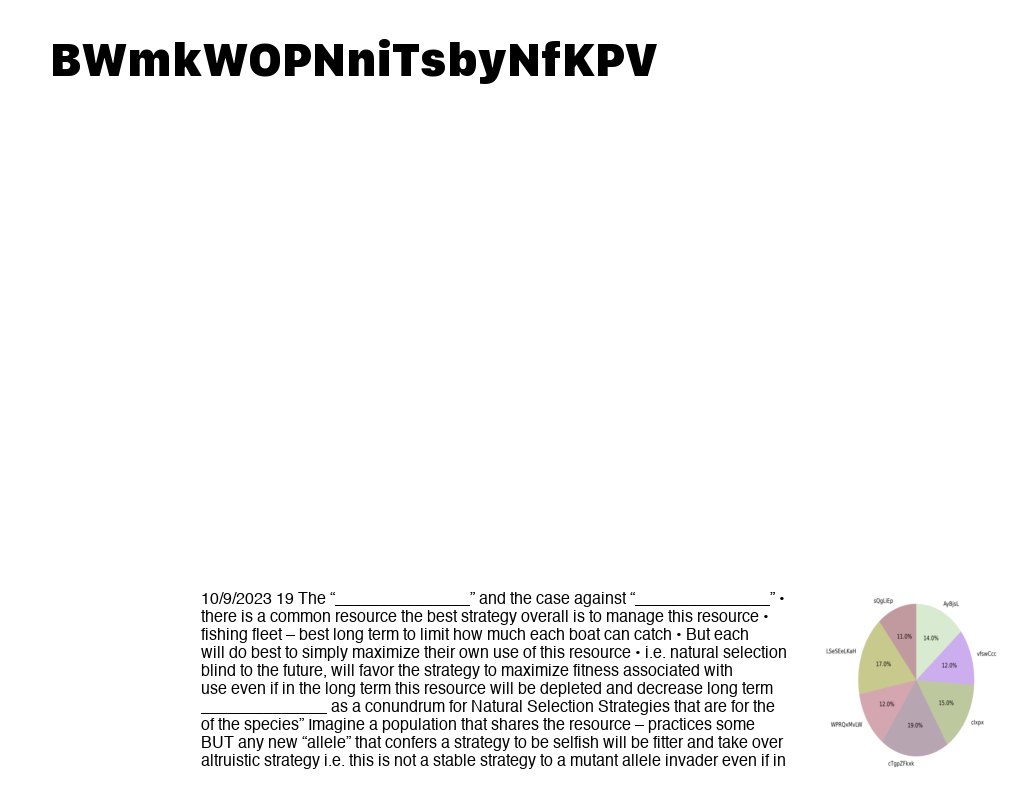 BWmkWOPNniTsbyNfKPV
10/9/2023 19 The “_______________” and the case against “_______________” •
there is a common resource the best strategy overall is to manage this resource •
fishing fleet – best long term to limit how much each boat can catch • But each
will do best to simply maximize their own use of this resource • i.e. natural selection
blind to the future, will favor the strategy to maximize fitness associated with
use even if in the long term this resource will be depleted and decrease long term
______________ as a conundrum for Natural Selection Strategies that are for the
of the species” Imagine a population that shares the resource – practices some
BUT any new “allele” that confers a strategy to be selfish will be fitter and take over
altruistic strategy i.e. this is not a stable strategy to a mutant allele invader even if in
sQgLiEp
AyBjsL
11.0%
14.0%
LSeSEeLKaH
vfswCcc
17.0%
12.0%
12.0%
15.0%
WPRQxMvLW
clxpx
19.0%
cTgpZFkxk